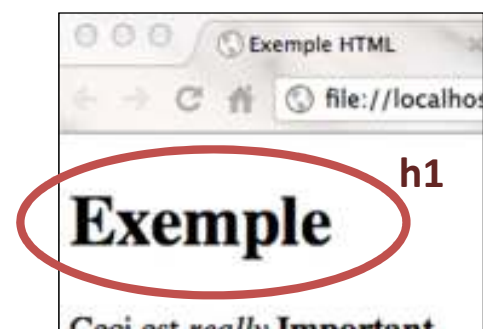 Exemple HTML
file://localhos
h1
Exemple
Ceci est really Important